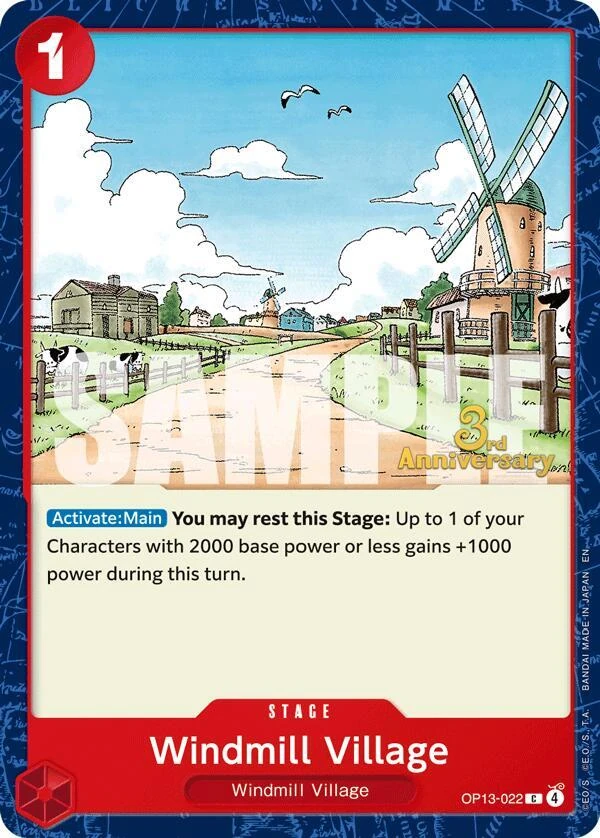 1
SAMPLE
3rd
Anniversary
Activate:Main You may rest this Stage: Up to 1 of your
Characters with 2000 base power or less gains +1000
power during this turn.
STAGE
Windmill Village
Windmill Village
OP13-022 C 4
©E.O/S. ©E.O./S.,T.A. BANDAI MADE IN JAPAN EN